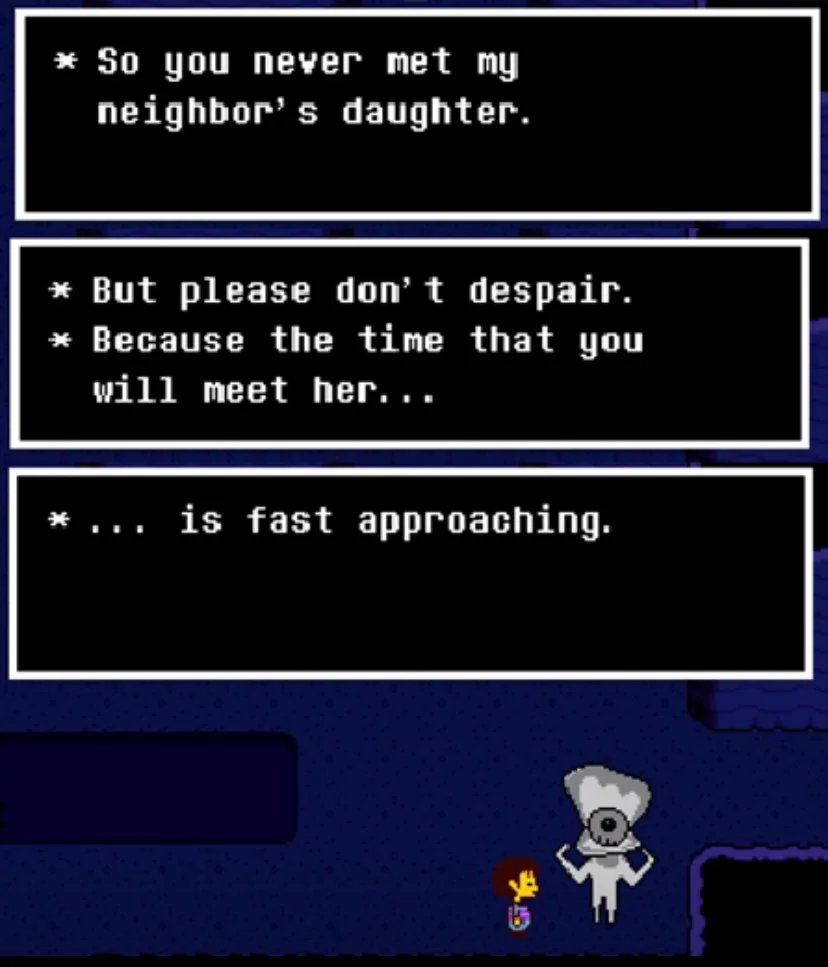 * So you never met my
neighbor's daughter.
* But please don't despair.
* Because the time that you
will meet her...
* ... is fast approaching.